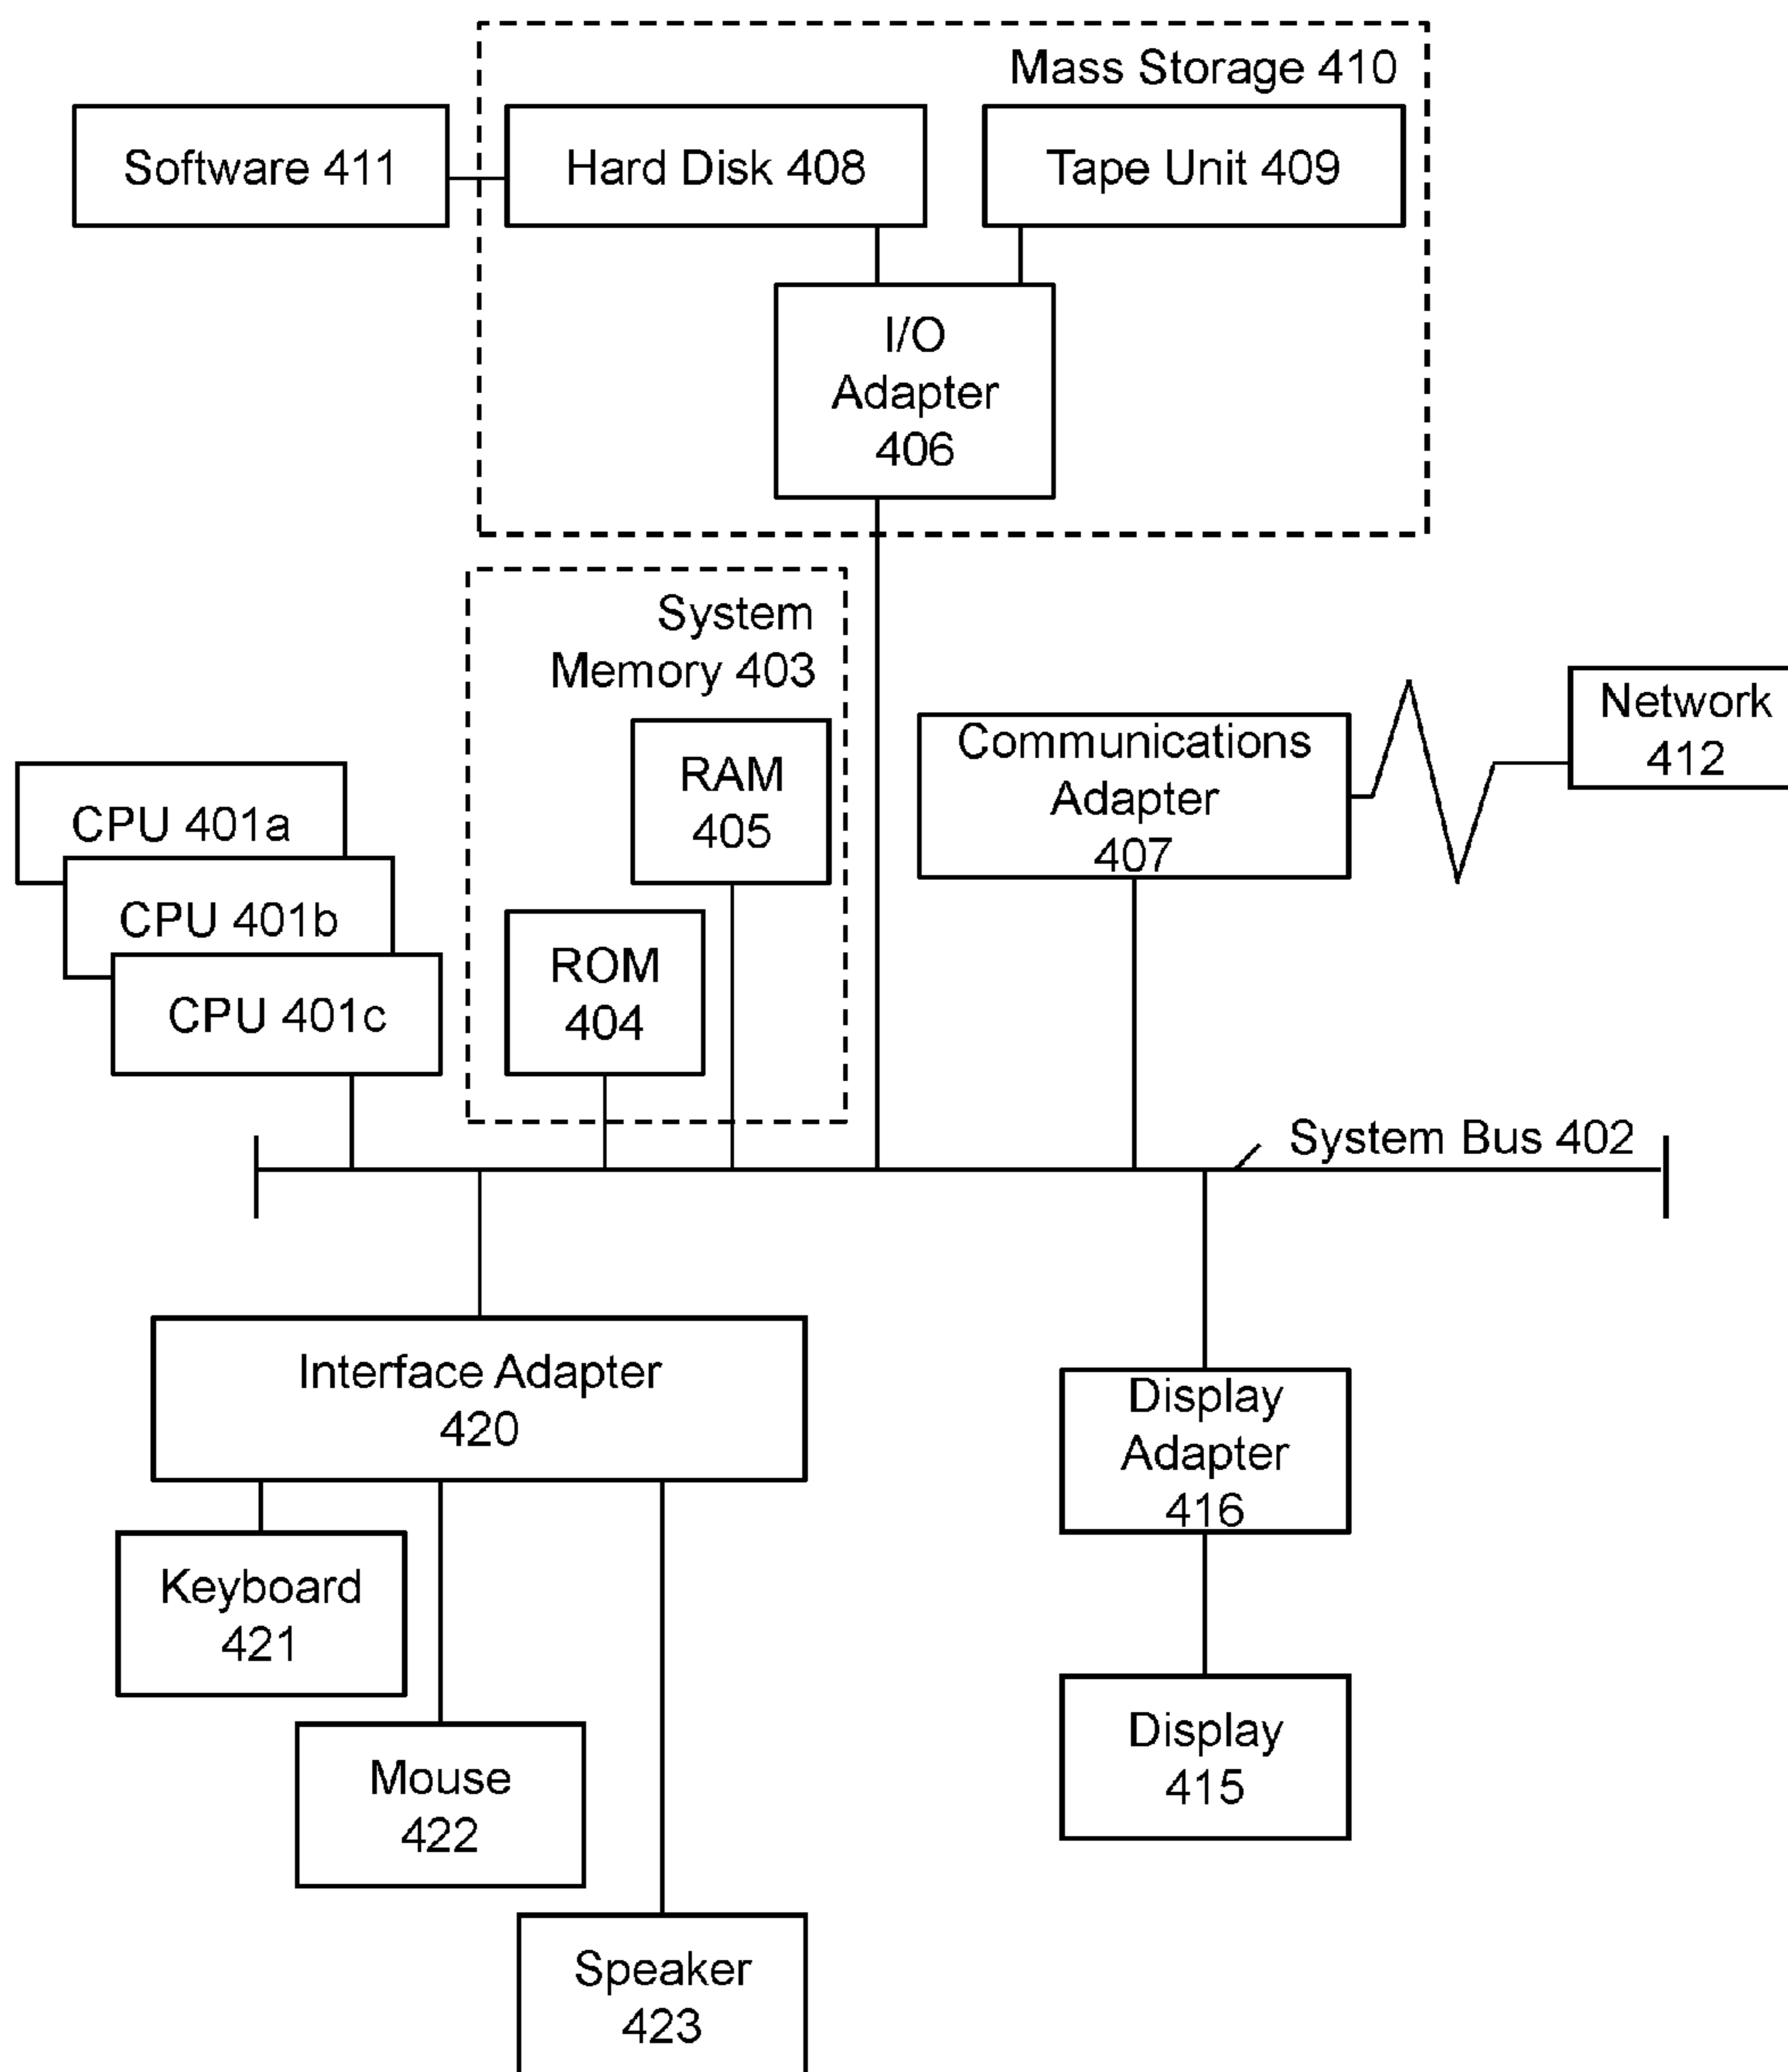 Mass Storage 410
Software 411
Hard Disk 408
Tape Unit 409
I/O
Adapter
406
System
Memory 403
RAM
405
ROM
404
Communications
Adapter
407
Network
412
CPU 401a
CPU 401b
CPU 401c
System Bus 402
Interface Adapter
420
Display
Adapter
416
Keyboard
421
Mouse
422
Speaker
423
Display
415